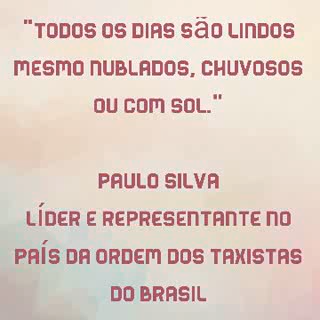 "TODOS OS DIAS SÃO LINDOS
MESMO NUBLADOS, CHUVOSOS
OU COM SOL."
PAULO SILVA
LÍDER E REPRESENTANTE NO
PAÍS DA ORDEM DOS TAXISTAS
DO BRASIL